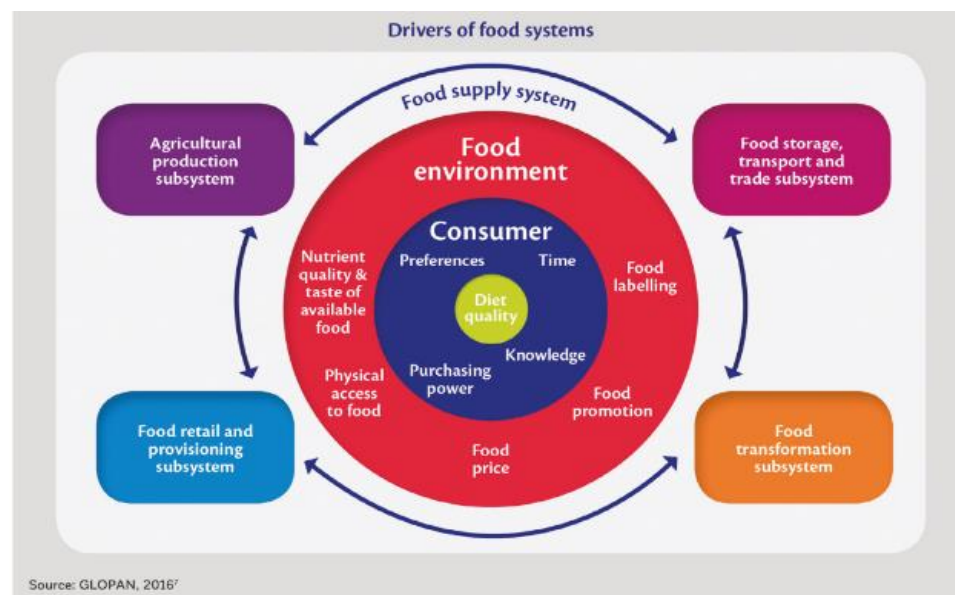 Drivers of food systems
Food supply system
Agricultural
production
subsystem
Food storage,
transport and
trade subsystem
Food
environment
Consumer
Preferences
Time
Nutrient
quality &
taste of
available
food
Food
labelling
Diet
quality
Knowledge
Purchasing
power
Physical
access
to food
Food
promotion
Food
price
Food retail and
provisioning
subsystem
Food
transformation
subsystem
Source: GLOPAN, 2016⁷